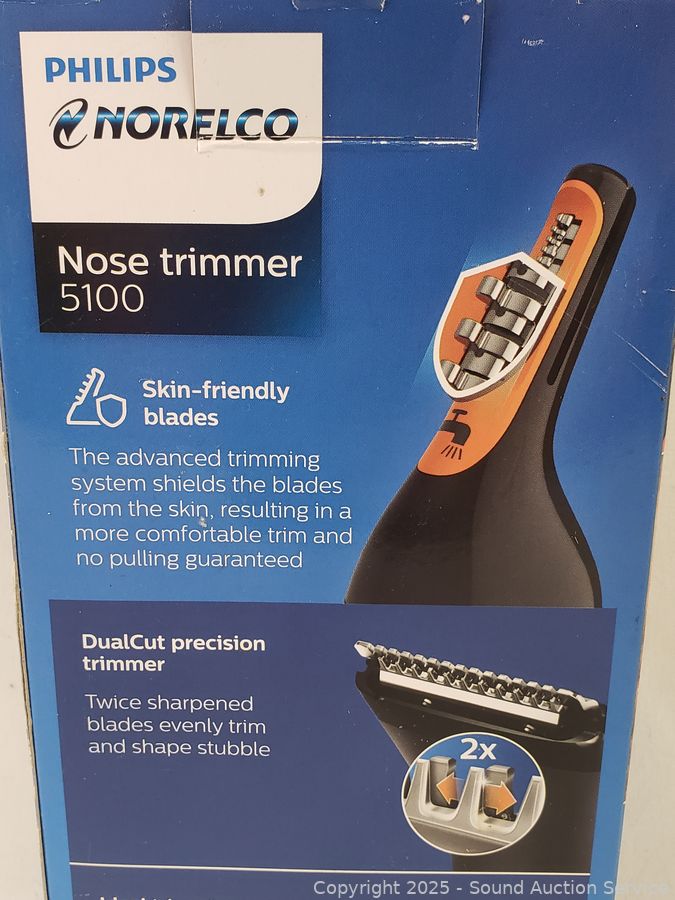 PHILIPS
NORELCO
Nose trimmer
5100
Skin-friendly
blades
The advanced trimming
system shields the blades
from the skin, resulting in a
more comfortable trim and
no pulling guaranteed
DualCut precision
trimmer
Twice sharpened
blades evenly trim
and shape stubble
2x
Copyright 2025 - Sound Auction Service